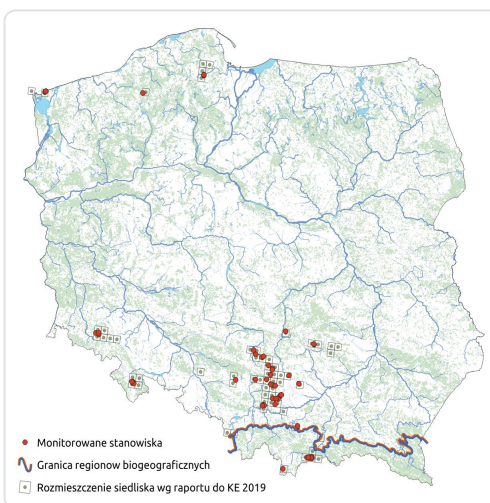 Monitorowane stanowiska
Granica regionow biogeograficznych
Rozmieszczenie siedliska wg raportu do KE 2019